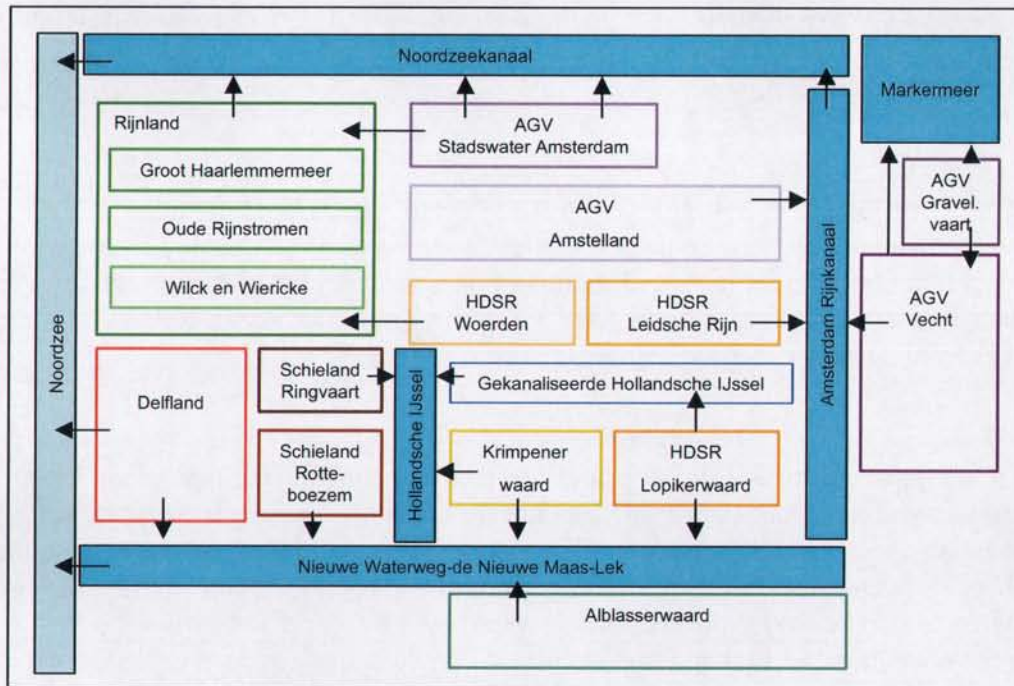 Noordzeekanaal
Markermeer
Rijnland
AGV
Stadswater Amsterdam
Groot Haarlemmermeer
AGV
Gravel.
vaart
AGV
Amstelland
Oude Rijnstromen
Wilck en Wiericke
HDSR
Woerden
HDSR
Leidsche Rijn
AGV
Vecht
Noordzee
Amsterdam Rijnkanaal
Delfland
Schieland
Ringvaart
Hollandsche IJssel
Gekanaliseerde Hollandsche IJssel
Schieland
Rotte-
boezem
Krimpener
waard
HDSR
Lopikerwaard
Nieuwe Waterweg-de Nieuwe Maas-Lek
Alblasserwaard